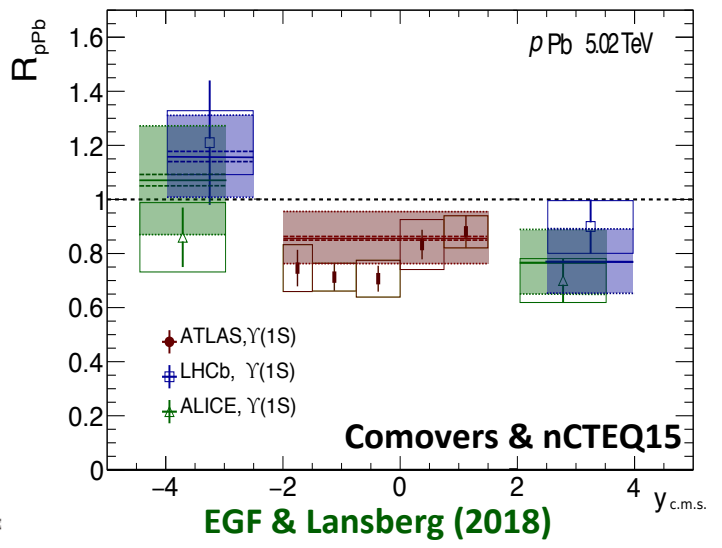 R_pPb
p Pb 5.02 TeV
1.6
1.4
1.2
1
0.8
0.6
0.4
0.2
0
ATLAS, ϒ(1S)
LHCb, ϒ(1S)
ALICE, ϒ(1S)
Comovers & nCTEQ15
−4 −2 0 2 4
y c.m.s.
EGF & Lansberg (2018)